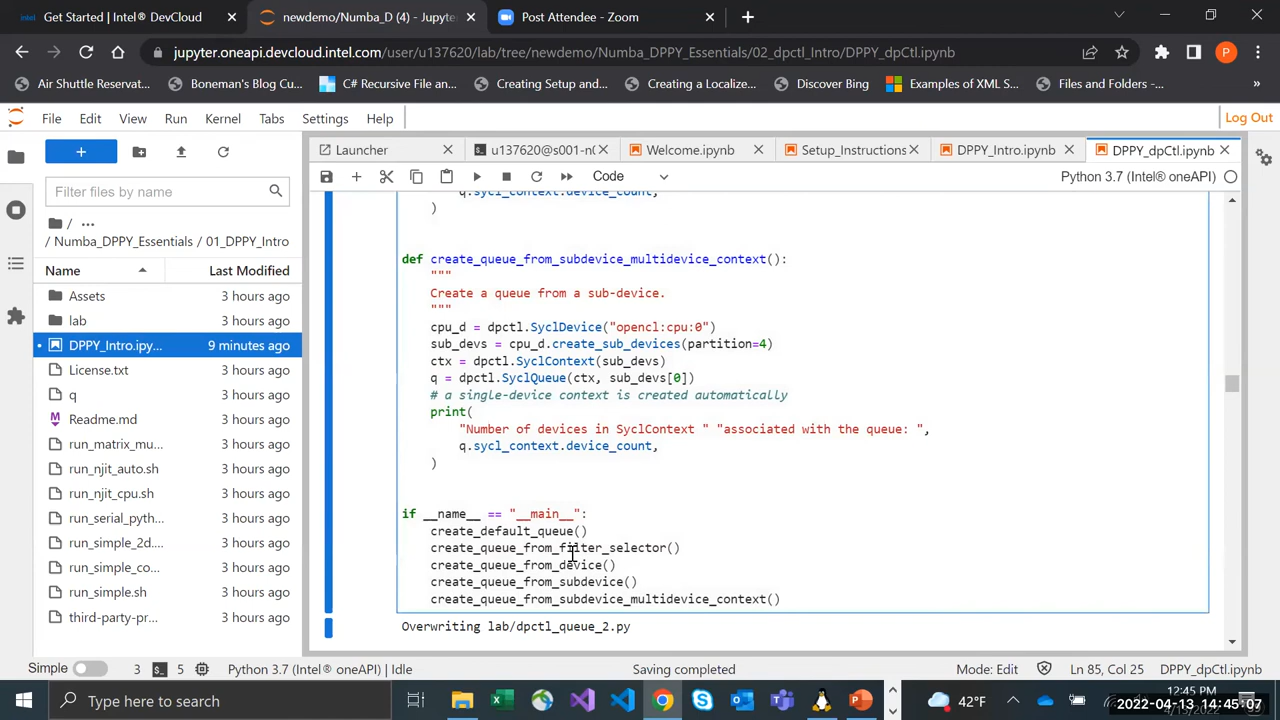 Get Started | Intel® DevCloud
newdemo/Numba_D (4) - Jupyter
Post Attendee - Zoom
jupyter.oneapi.devcloud.intel.com/user/u137620/lab/tree/newdemo/Numba_DPPY_Essentials/02_dpctl_Intro/DPPY_dpCtl.ipynb
P
Air Shuttle Reservat...
Boneman's Blog Cu...
C# Recursive File an...
Creating a Localize...
Discover Bing
Examples of XML S...
Files and Folders -...
»
File
Edit
View
Run
Kernel
Tabs
Settings
Help
Log Out
Launcher
u137620@s001-n0
Welcome.ipynb
Setup_Instructions
DPPY_Intro.ipynb
DPPY_dpCtl.ipynb
Code
Python 3.7 (Intel® oneAPI)
Filter files by name
/ ...
/ Numba_DPPY_Essentials / 01_DPPY_Intro
Name
Last Modified
Assets
3 hours ago
lab
3 hours ago
DPPY_Intro.ipy...
9 minutes ago
License.txt
3 hours ago
q
3 hours ago
Readme.md
3 hours ago
run_matrix_mu...
3 hours ago
run_njit_auto.sh
3 hours ago
run_njit_cpu.sh
3 hours ago
run_serial_pyth...
3 hours ago
run_simple_2d...
3 hours ago
run_simple_co...
3 hours ago
run_simple.sh
3 hours ago
third-party-pr...
3 hours ago
q.sycl_context.device_count,
)
def create_queue_from_subdevice_multidevice_context():
"""
Create a queue from a sub-device.
"""
cpu_d = dpctl.SyclDevice("opencl:cpu:0")
sub_devs = cpu_d.create_sub_devices(partition=4)
ctx = dpctl.SyclContext(sub_devs)
q = dpctl.SyclQueue(ctx, sub_devs[0])
# a single-device context is created automatically
print(
"Number of devices in SyclContext " "associated with the queue: ",
q.sycl_context.device_count,
)
if __name__ == "__main__":
create_default_queue()
create_queue_from_filter_selector()
create_queue_from_device()
create_queue_from_subdevice()
create_queue_from_subdevice_multidevice_context()
Overwriting lab/dpctl_queue_2.py
Simple
3
5
Python 3.7 (Intel® oneAPI) | Idle
Saving completed
Mode: Edit
Ln 85, Col 25
DPPY_dpCtl.ipynb
Type here to search
42°F
12:45 PM
2022-04-13 14:45:07